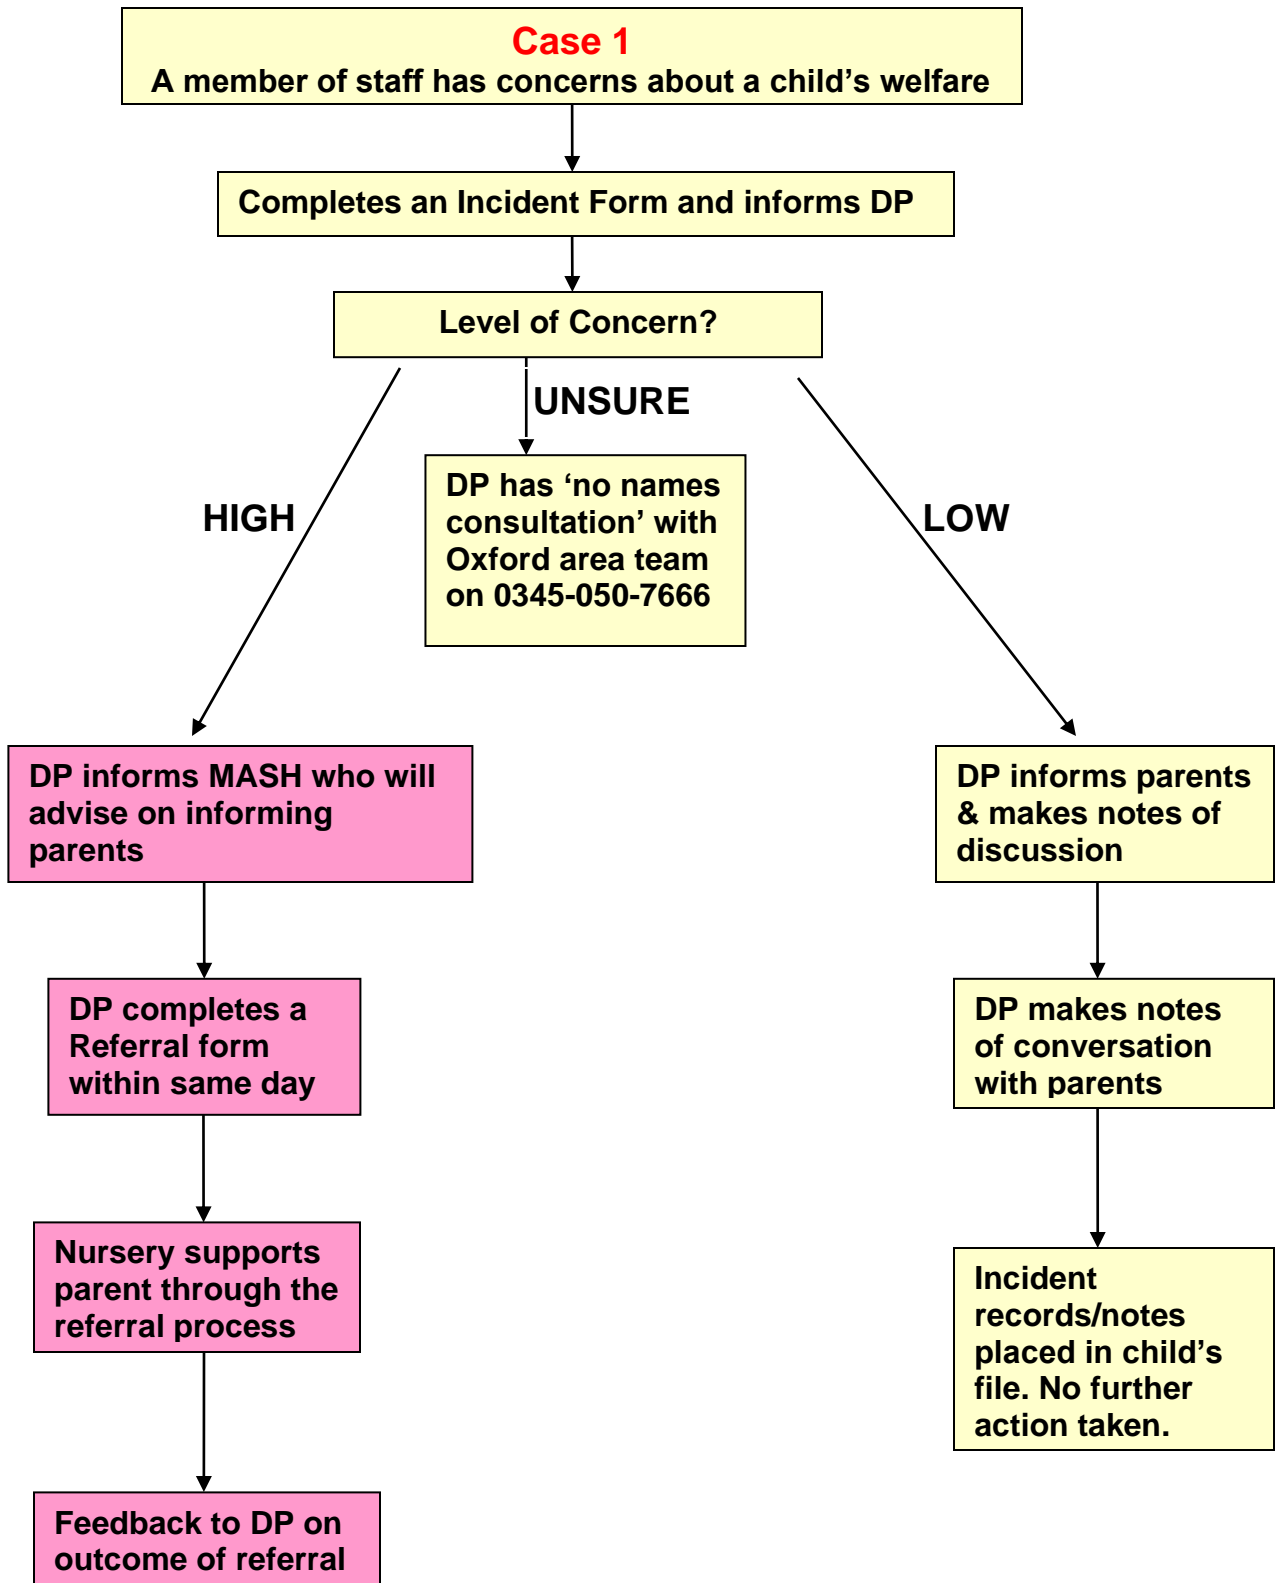 Case 1
A member of staff has concerns about a child’s welfare
Completes an Incident Form and informs DP
Level of Concern?
UNSURE
HIGH
LOW
DP has ‘no names
consultation’ with
Oxford area team
on 0345-050-7666
DP informs MASH who will
advise on informing
parents
DP informs parents
& makes notes of
discussion
DP completes a
Referral form
within same day
DP makes notes
of conversation
with parents
Nursery supports
parent through the
referral process
Incident
records/notes
placed in child’s
file. No further
action taken.
Feedback to DP on
outcome of referral